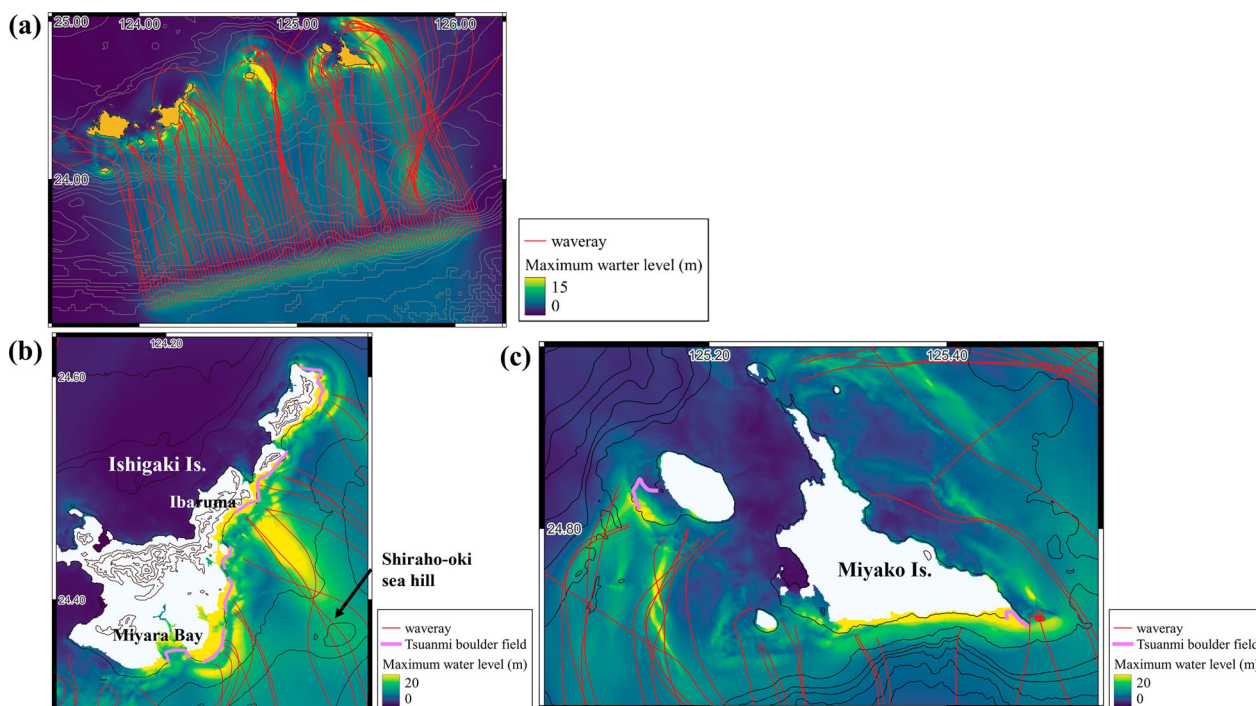 (a)
25.00
124.00
125.00
126.00
24.00
waveray
Maximum warter level (m)
15
0
(b)
124.20
24.60
Ishigaki Is.
Ibaruma
Shiraho-oki
sea hill
24.40
Miyara Bay
waveray
Tsuanmi boulder field
Maximum water level (m)
20
0
(c)
125.20
125.40
24.80
Miyako Is.
waveray
Tsuanmi boulder field
Maximum water level (m)
20
0